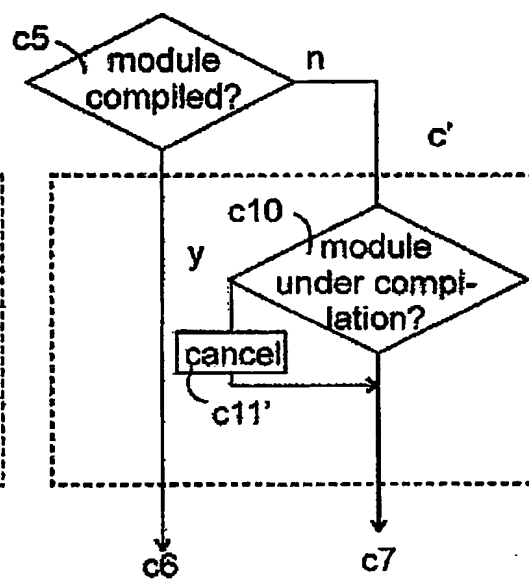 c5
module
compiled?
n
c'
c10
y
module
under compi-
lation?
cancel
c11'
c6
c7